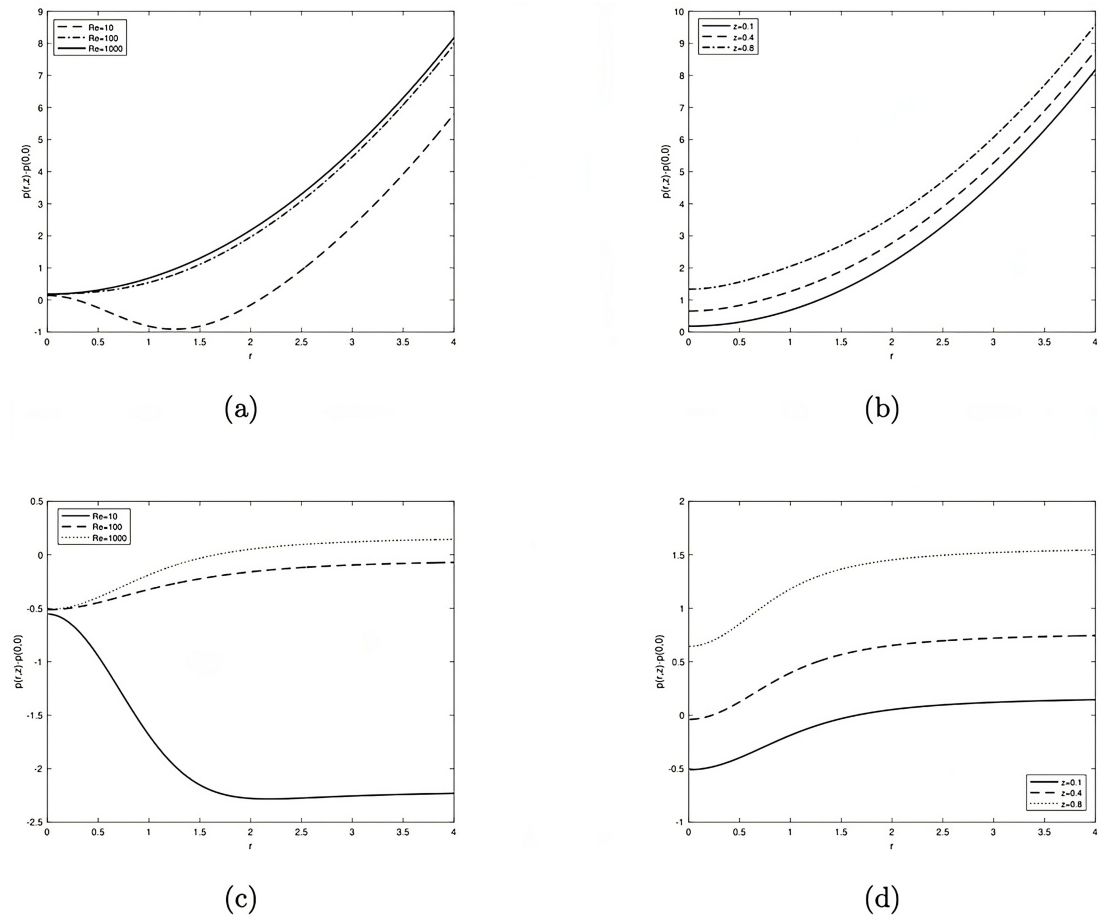 9
8
7
6
5
4
3
2
1
0
-1
p(r,z)-p(0,0)
Re=10
Re=100
Re=1000
0 0.5 1 1.5 2 2.5 3 3.5 4
r
(a)
10
9
8
7
6
5
4
3
2
1
0
p(r,z)-p(0,0)
z=0.1
z=0.4
z=0.8
0 0.5 1 1.5 2 2.5 3 3.5 4
r
(b)
0.5
0
-0.5
-1
-1.5
-2
-2.5
p(r,z)-p(0,0)
Re=10
Re=100
Re=1000
0 0.5 1 1.5 2 2.5 3 3.5 4
r
(c)
2
1.5
1
0.5
0
-0.5
-1
p(r,z)-p(0,0)
z=0.1
z=0.4
z=0.8
0 0.5 1 1.5 2 2.5 3 3.5 4
r
(d)